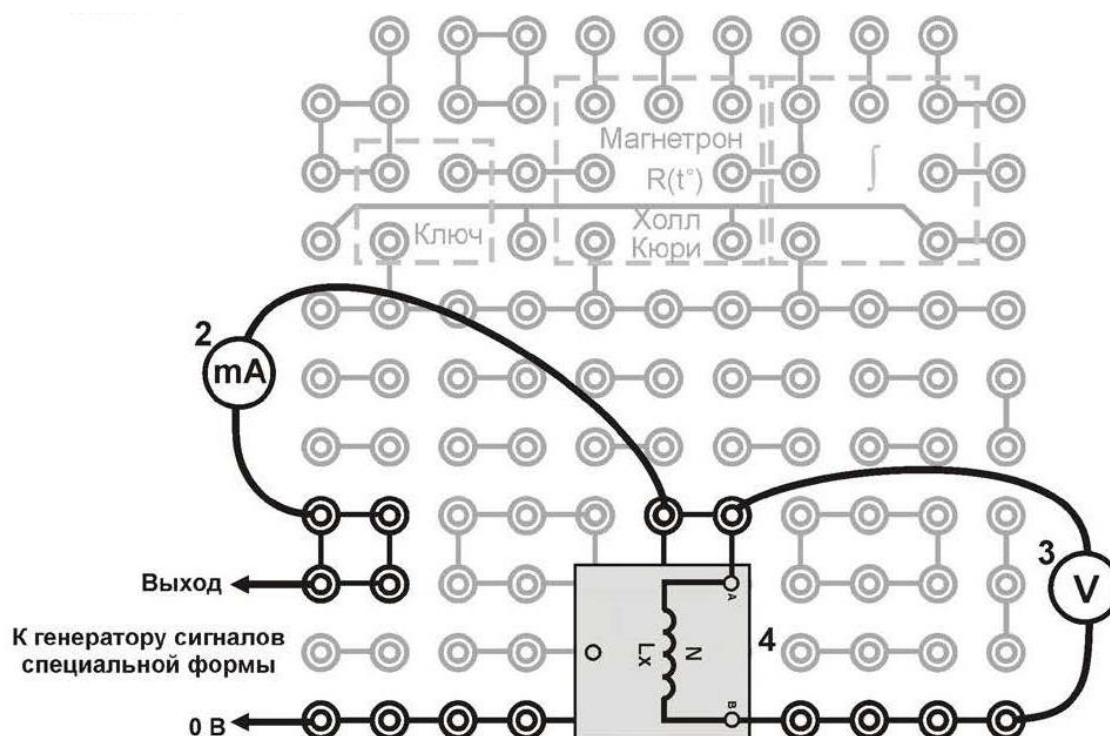 Магнетрон
R(t°)
∫
Ключ
Холл
Кюри
2
mA
3
V
Выход
К генератору сигналов
специальной формы
0 В
A
N
Lx
4
B